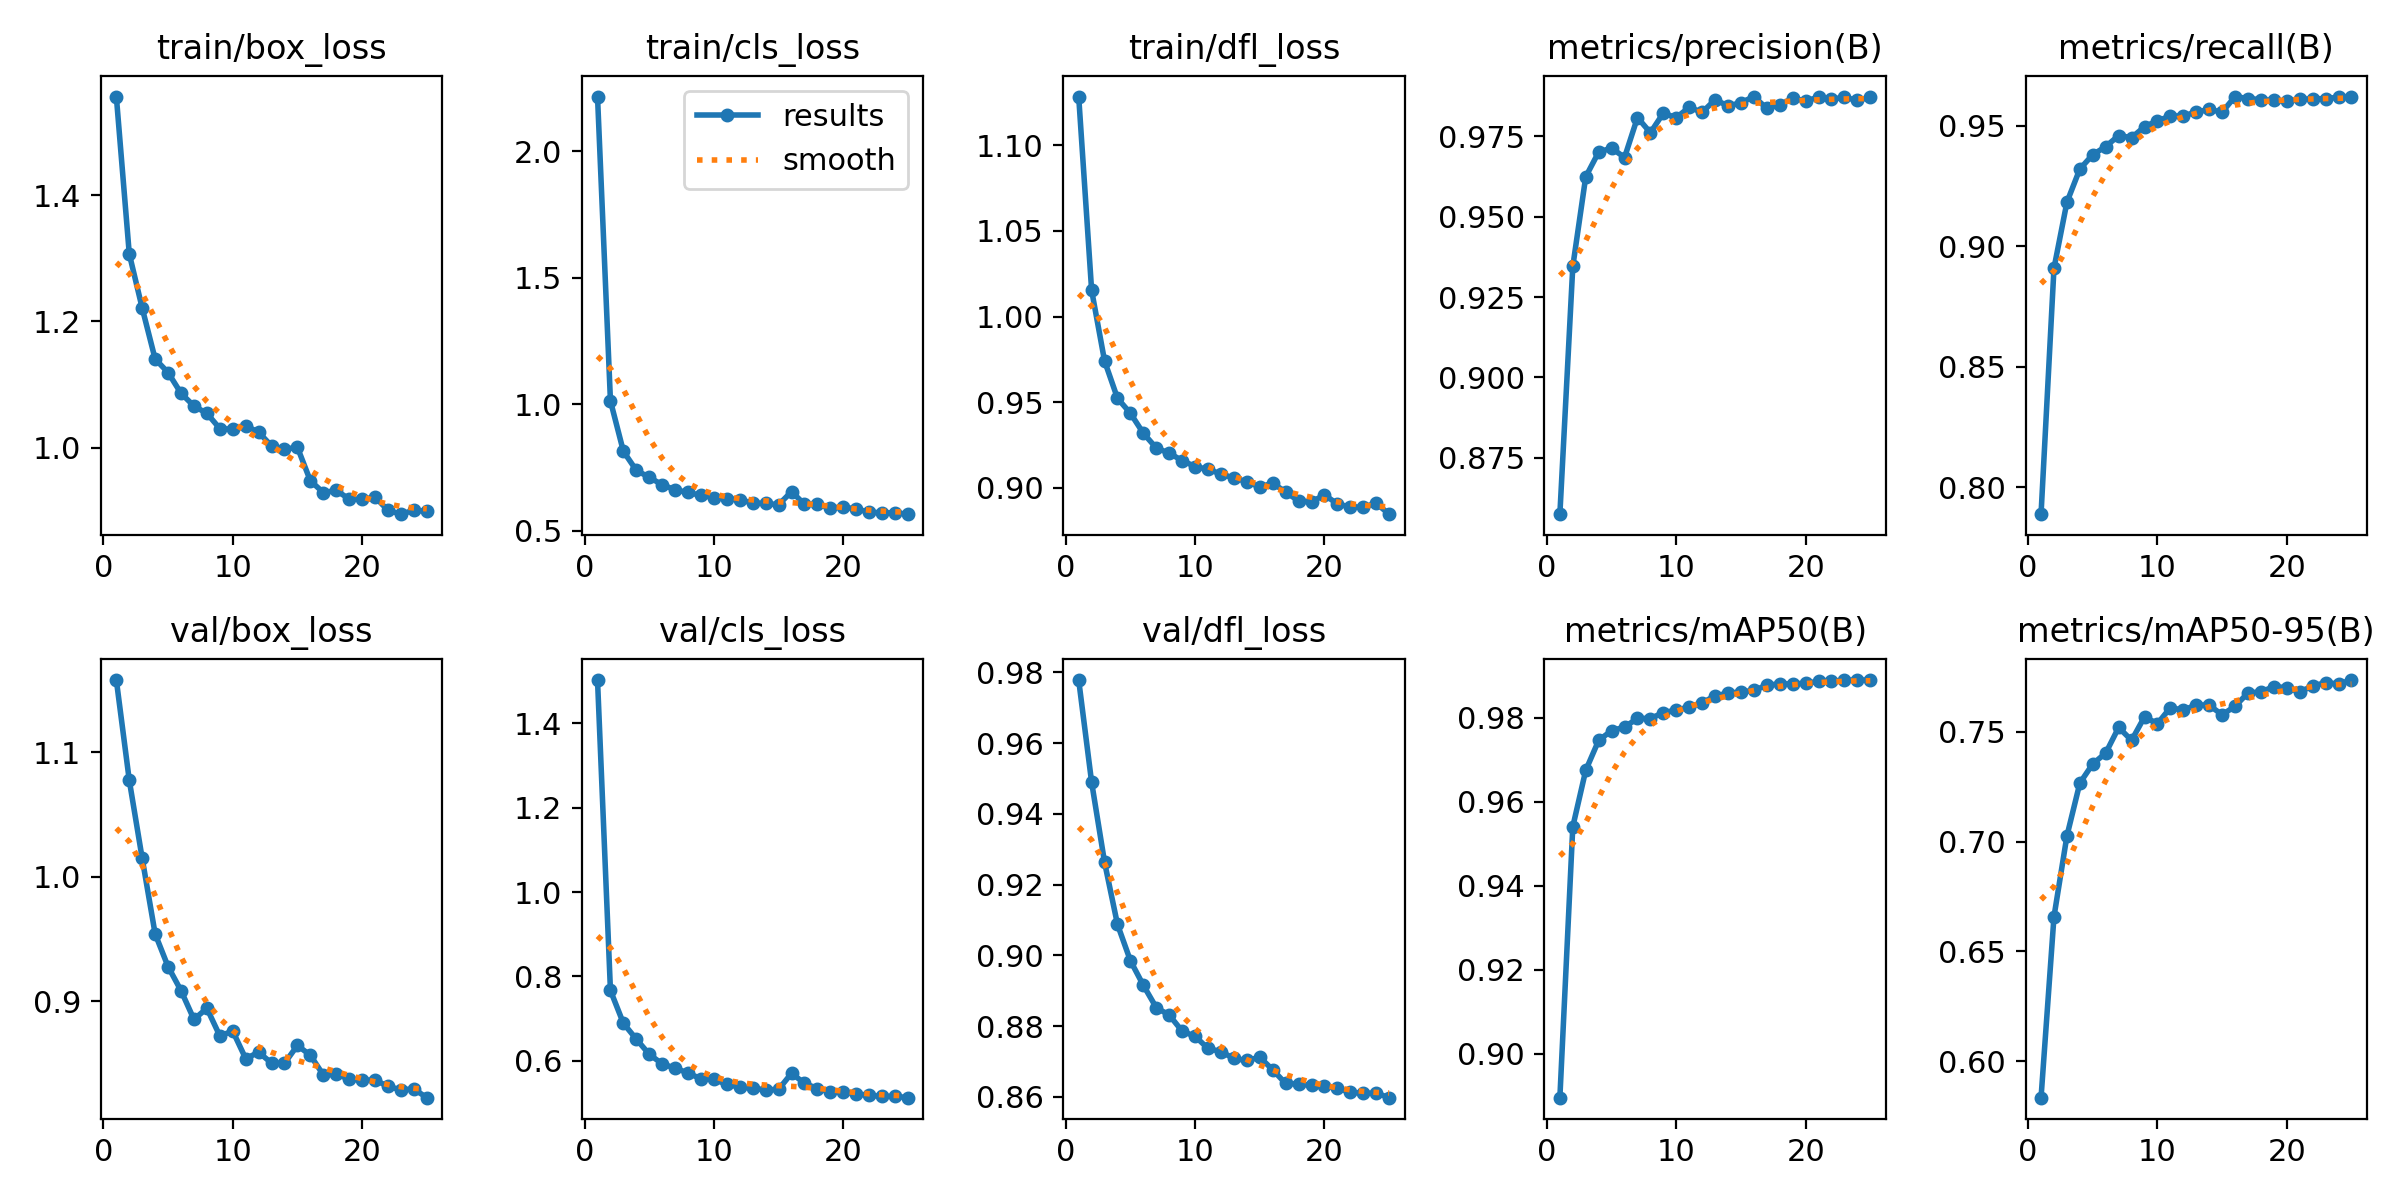 train/box_loss
1.4
1.2
1.0
0 10 20
train/cls_loss
results
smooth
2.0
1.5
1.0
0.5
0 10 20
train/dfl_loss
1.10
1.05
1.00
0.95
0.90
0 10 20
metrics/precision(B)
0.975
0.950
0.925
0.900
0.875
0 10 20
metrics/recall(B)
0.95
0.90
0.85
0.80
0 10 20
val/box_loss
1.1
1.0
0.9
0 10 20
val/cls_loss
1.4
1.2
1.0
0.8
0.6
0 10 20
val/dfl_loss
0.98
0.96
0.94
0.92
0.90
0.88
0.86
0 10 20
metrics/mAP50(B)
0.98
0.96
0.94
0.92
0.90
0 10 20
metrics/mAP50-95(B)
0.75
0.70
0.65
0.60
0 10 20